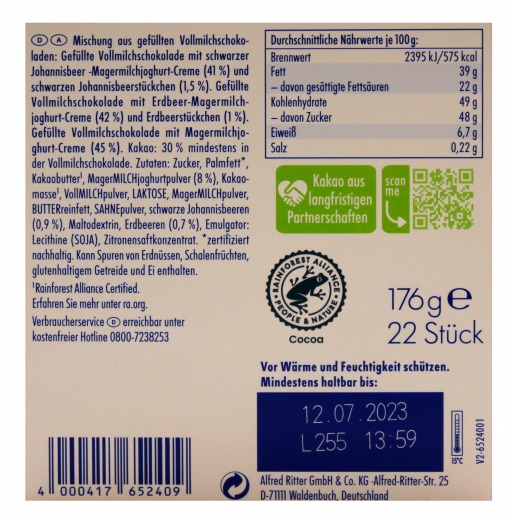 D A Mischung aus gefüllten Vollmilchschoko-
laden: Gefüllte Vollmilchschokolade mit schwarzer
Johannisbeer -Magermilchjoghurt-Creme (41 %) und
schwarzen Johannisbeerstückchen (1,5 %). Gefüllte
Vollmilchschokolade mit Erdbeer-Magermilch-
joghurt-Creme (42 %) und Erdbeerstückchen (1 %).
Gefüllte Vollmilchschokolade mit Magermilchjo-
ghurt-Creme (45 %). Kakao: 30 % mindestens in
der Vollmilchschokolade. Zutaten: Zucker, Palmfett*,
Kakaobutter¹, MagerMILCHjoghurtpulver (8 %), Kakao-
masse¹, VollMILCHpulver, LAKTOSE, MagerMILCHpulver,
BUTTERreinfett, SAHNEpulver, schwarze Johannisbeeren
(0,9 %), Maltodextrin, Erdbeeren (0,7 %), Emulgator:
Lecithine (SOJA), Zitronensaftkonzentrat. *zertifiziert
nachhaltig. Kann Spuren von Erdnüssen, Schalenfrüchten,
glutenhaltigem Getreide und Ei enthalten.
¹Rainforest Alliance Certified.
Erfahren Sie mehr unter ra.org.
Verbraucherservice D erreichbar unter
kostenfreier Hotline 0800-7238253
4 000417 652409
Durchschnittliche Nährwerte je 100 g:
Brennwert 2395 kJ/575 kcal
Fett 39 g
– davon gesättigte Fettsäuren 22 g
Kohlenhydrate 49 g
– davon Zucker 48 g
Eiweiß 6,7 g
Salz 0,22 g
Kakao aus
langfristigen
Partnerschaften
scan
me
RAINFOREST ALLIANCE
PEOPLE & NATURE
Cocoa
176 g e
22 Stück
Vor Wärme und Feuchtigkeit schützen.
Mindestens haltbar bis:
12.07.2023
L255 13:59
15°C
V2-6524001
Alfred Ritter GmbH & Co. KG -Alfred-Ritter-Str. 25
D-71111 Waldenbuch, Deutschland